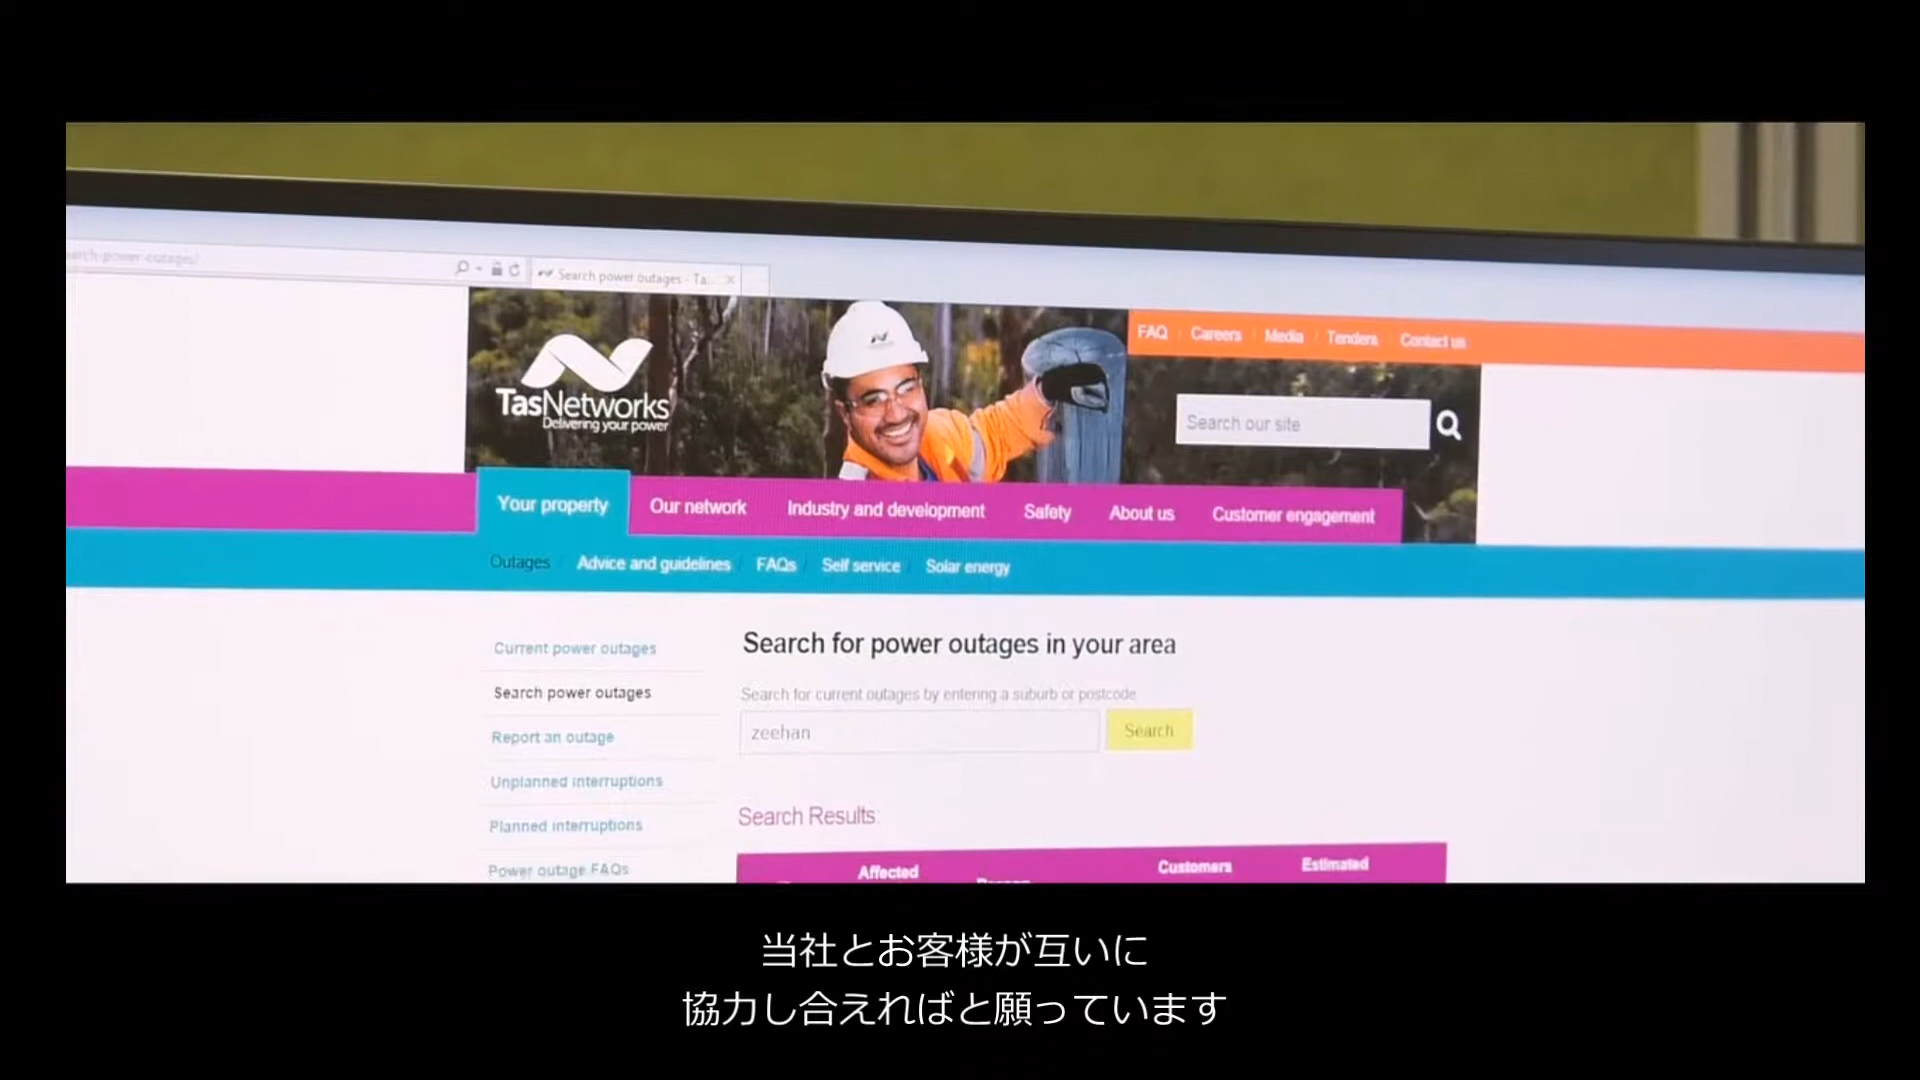 arch-power-outages/
Search power outages - Ta...
TasNetworks
Delivering your power
FAQ Careers Media Tenders Contact us
Search our site
Your property Our network Industry and development Safety About us Customer engagement
Outages Advice and guidelines FAQs Self service Solar energy
Current power outages
Search power outages
Report an outage
Unplanned interruptions
Planned interruptions
Power outage FAQs
Search for power outages in your area
Search for current outages by entering a suburb or postcode
zeehan Search
Search Results
Affected Customers Estimated
当社とお客様が互いに
協力し合えればと願っています